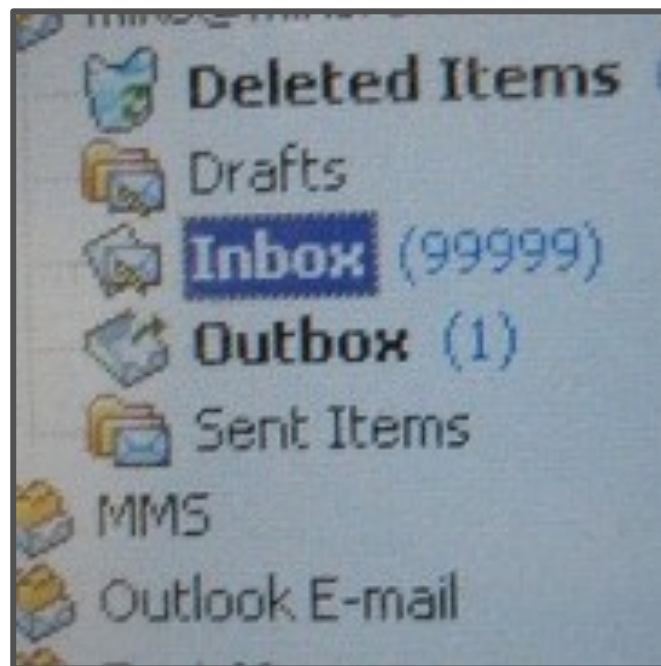 Deleted Items
Drafts
Inbox (99999)
Outbox (1)
Sent Items
MMS
Outlook E-mail